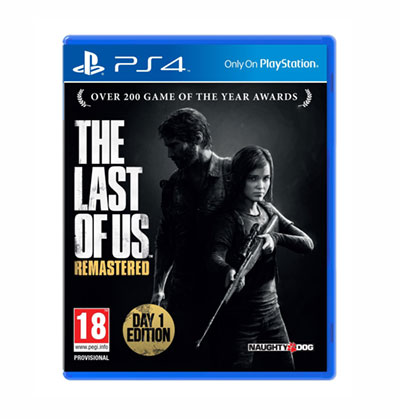 PS4
Only On PlayStation®
OVER 200 GAME OF THE YEAR AWARDS
THE
LAST
OF US
REMASTERED
18
www.pegi.info
PROVISIONAL
DAY 1
EDITION
NAUGHTY DOG